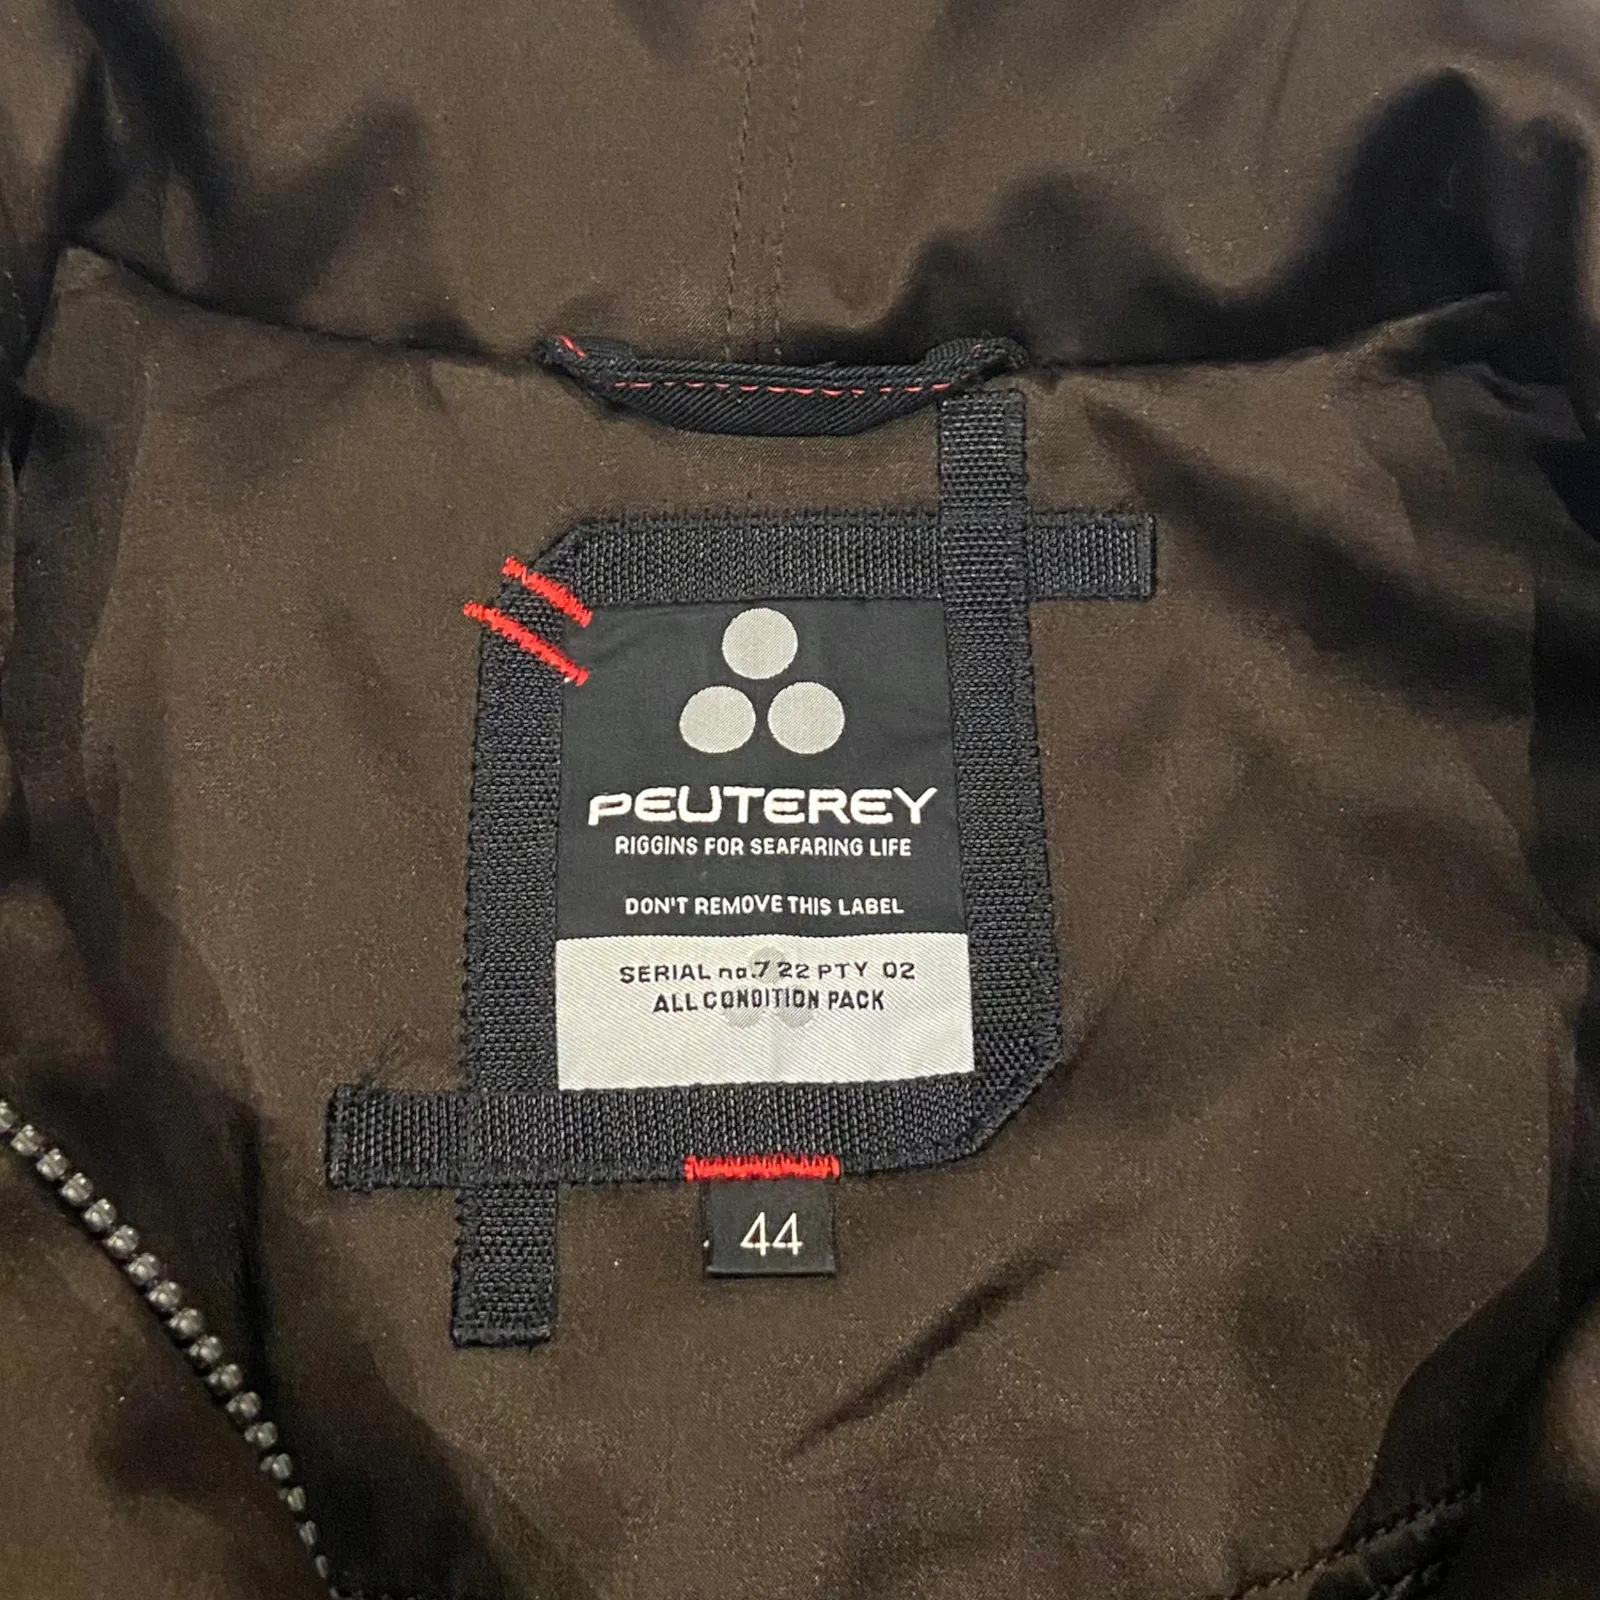 PEUTEREY
RIGGINS FOR SEAFARING LIFE
DON'T REMOVE THIS LABEL
SERIAL no.7 22 PTY 02
ALL CONDITION PACK
44